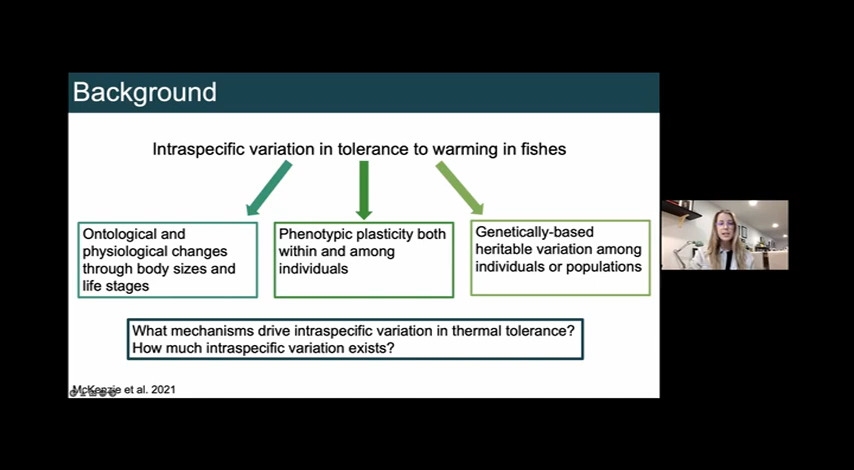 Background
Intraspecific variation in tolerance to warming in fishes
Ontological and
physiological changes
through body sizes and
life stages
Phenotypic plasticity both
within and among
individuals
Genetically-based
heritable variation among
individuals or populations
What mechanisms drive intraspecific variation in thermal tolerance?
How much intraspecific variation exists?
McKenzie et al. 2021